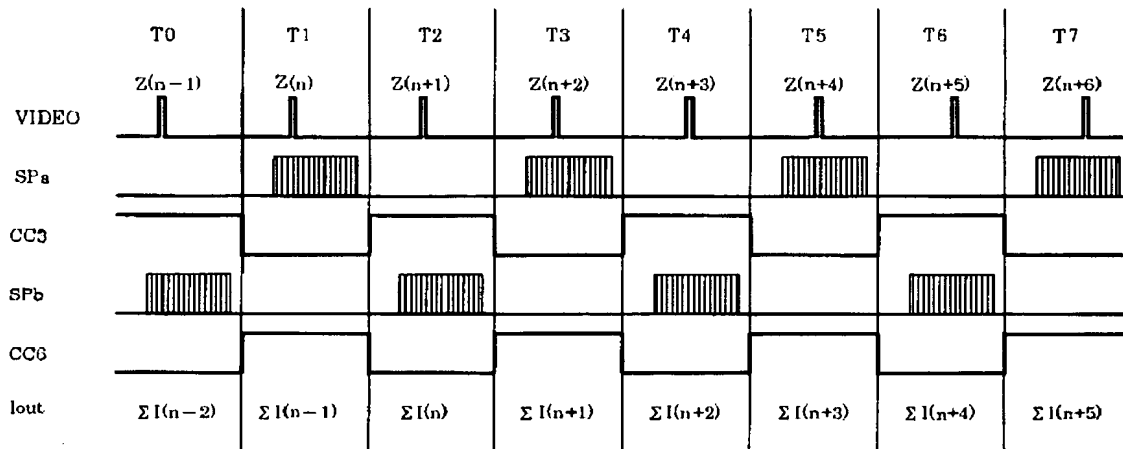 T0 T1 T2 T3 T4 T5 T6 T7
Z(n−1) Z(n) Z(n+1) Z(n+2) Z(n+3) Z(n+4) Z(n+5) Z(n+6)
VIDEO
SPa
CC3
SPb
CC6
Iout ΣI(n−2) ΣI(n−1) ΣI(n) ΣI(n+1) ΣI(n+2) ΣI(n+3) ΣI(n+4) ΣI(n+5)